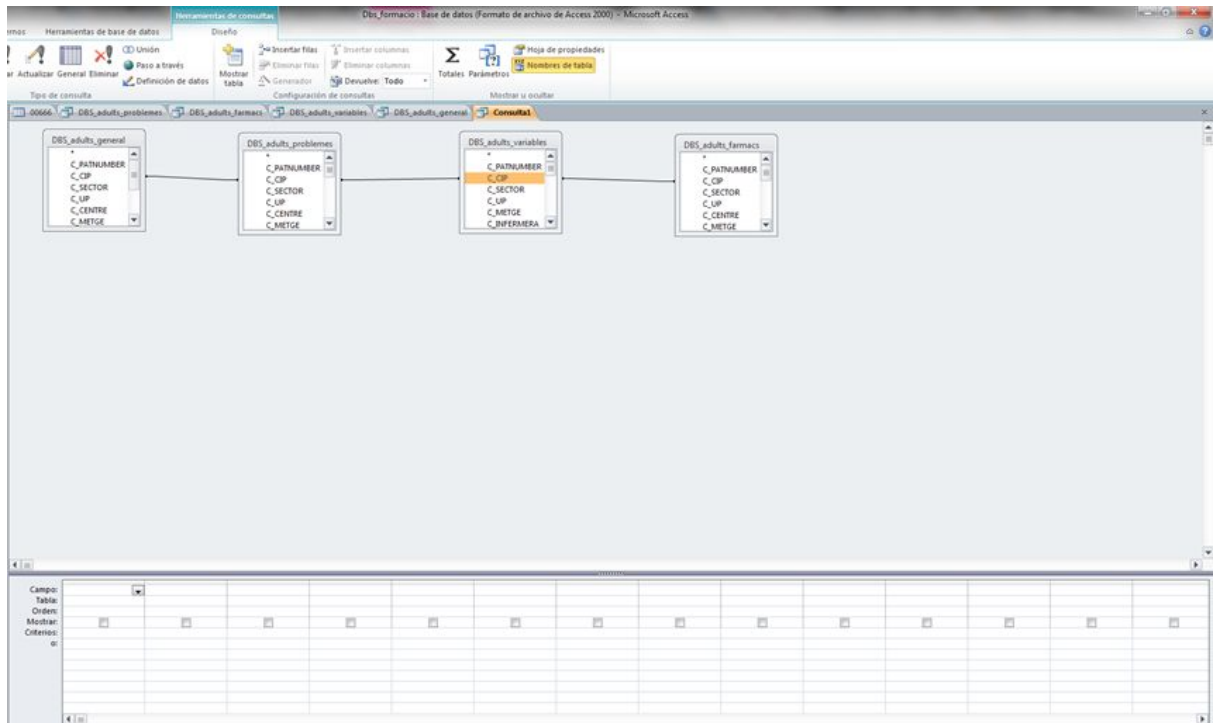 Herramientas de consultas
Dbs_formacio : Base de datos (Formato de archivo de Access 2000) - Microsoft Access
ernos Herramientas de base de datos Diseño
ar Actualizar General Eliminar
Unión
Paso a través
Definición de datos
Tipo de consulta
Mostrar tabla
Insertar filas
Eliminar filas
Generador
Insertar columnas
Eliminar columnas
Devuelve: Todo
Configuración de consultas
Totales Parámetros
Hoja de propiedades
Nombres de tabla
Mostrar u ocultar
00666 DBS_adults_problemes DBS_adults_farmacs DBS_adults_variables DBS_adults_general Consulta1
DBS_adults_general
*
C_PATNUMBER
C_CIP
C_SECTOR
C_UP
C_CENTRE
C_METGE
DBS_adults_problemes
*
C_PATNUMBER
C_CIP
C_SECTOR
C_UP
C_CENTRE
C_METGE
DBS_adults_variables
*
C_PATNUMBER
C_CIP
C_SECTOR
C_UP
C_METGE
C_INFERMERA
DBS_adults_farmacs
*
C_PATNUMBER
C_CIP
C_SECTOR
C_UP
C_CENTRE
C_METGE
Campo:
Tabla:
Orden:
Mostrar:
Criterios:
o: